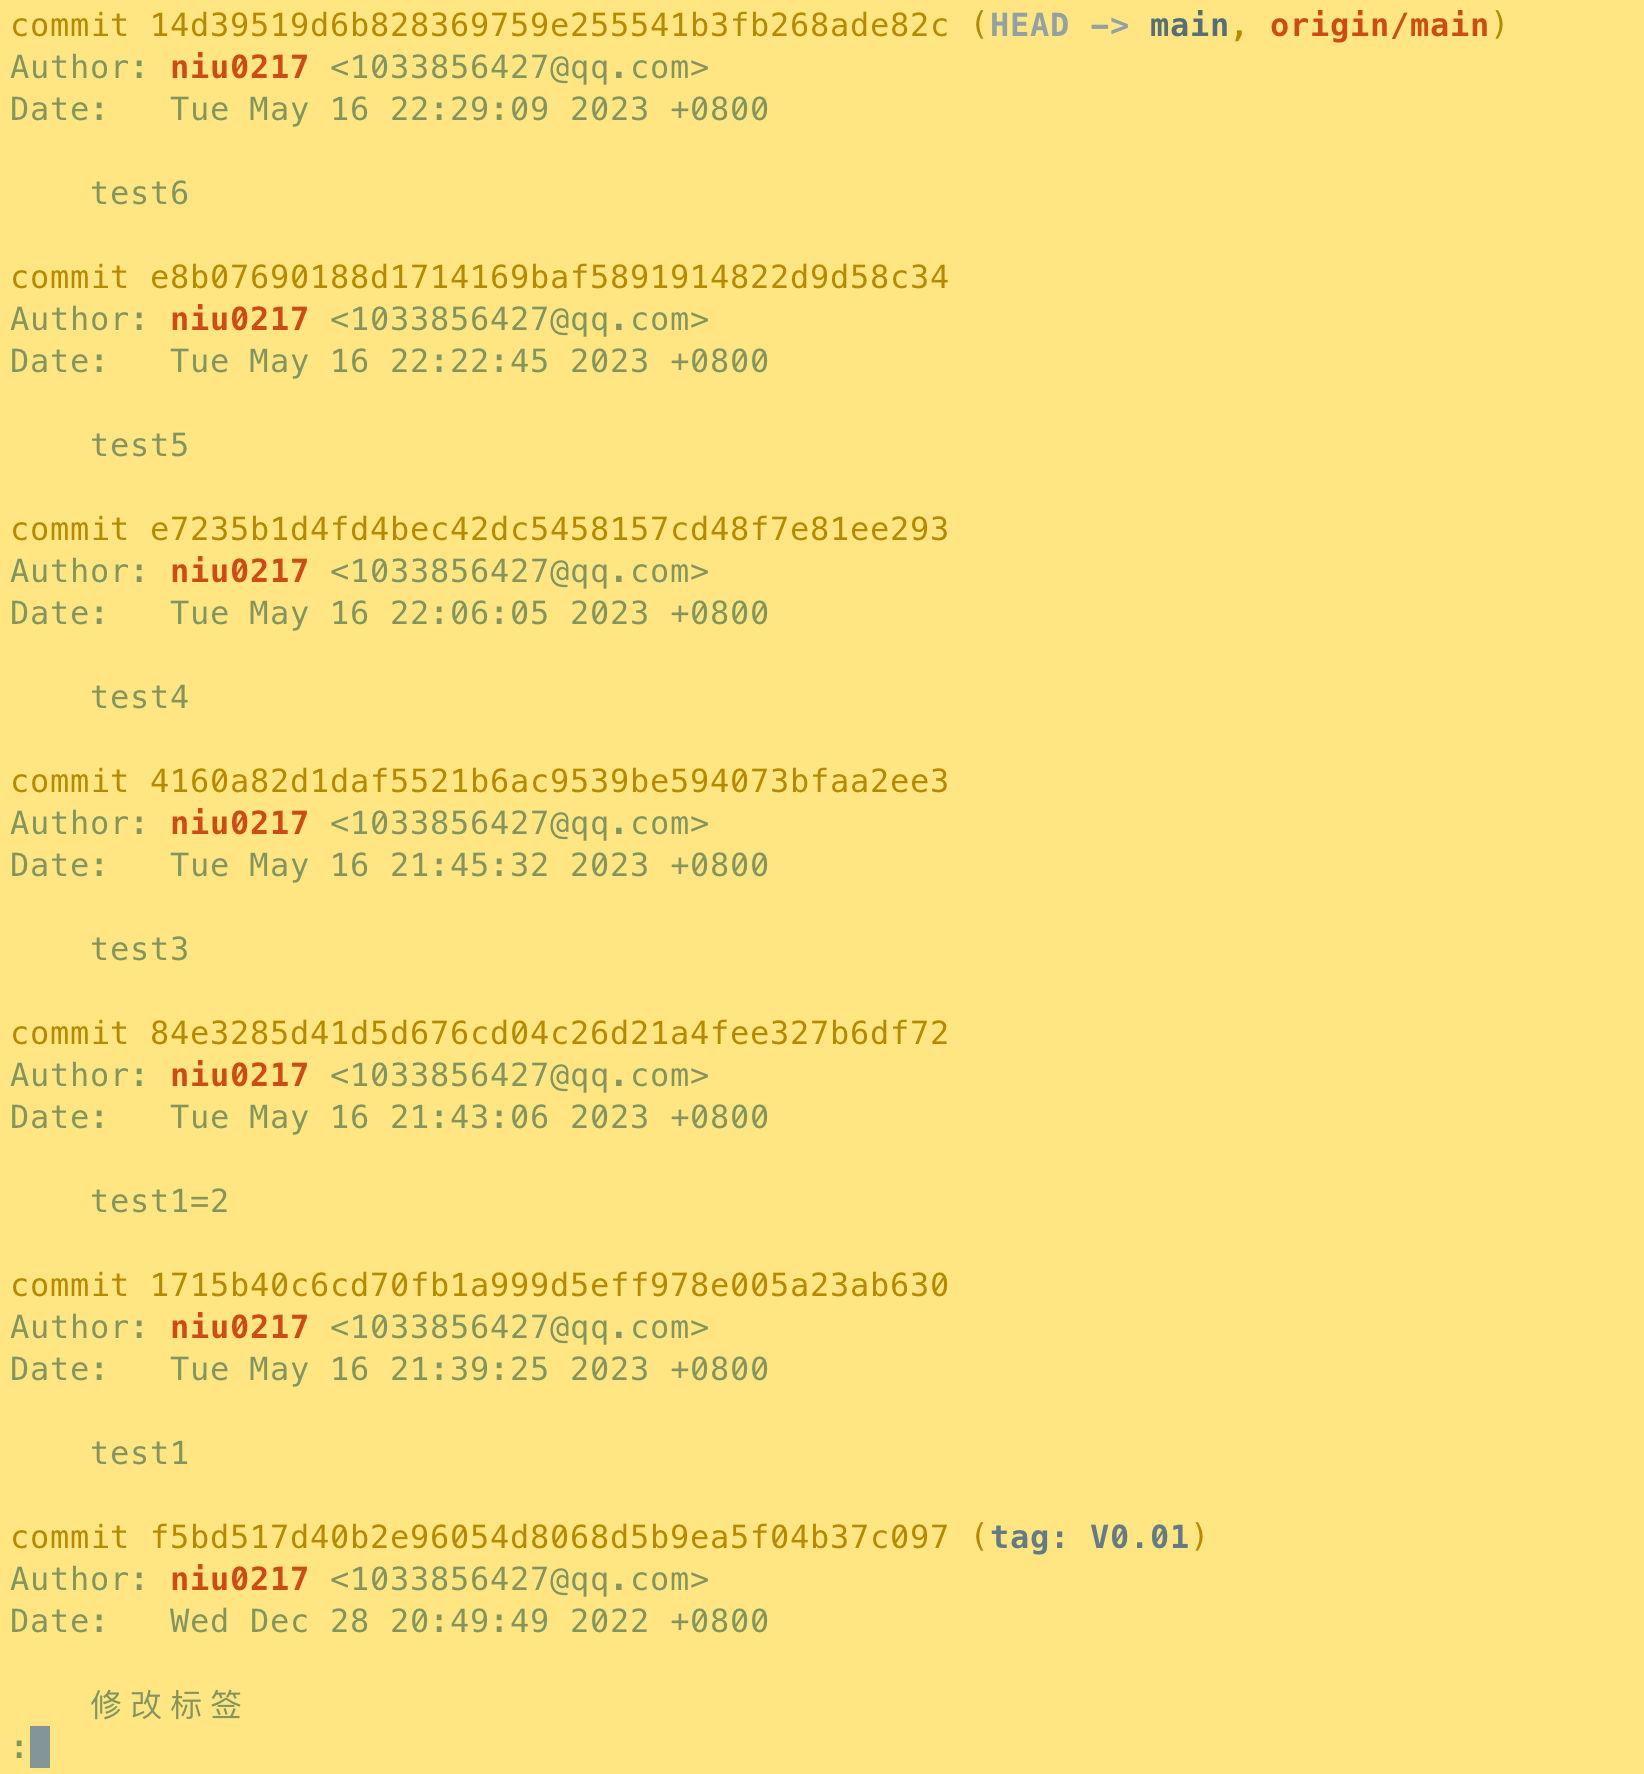 commit 14d39519d6b828369759e255541b3fb268ade82c (HEAD -> main, origin/main)
Author: niu0217 <1033856427@qq.com>
Date:   Tue May 16 22:29:09 2023 +0800
test6
commit e8b07690188d1714169baf5891914822d9d58c34
Author: niu0217 <1033856427@qq.com>
Date:   Tue May 16 22:22:45 2023 +0800
test5
commit e7235b1d4fd4bec42dc5458157cd48f7e81ee293
Author: niu0217 <1033856427@qq.com>
Date:   Tue May 16 22:06:05 2023 +0800
test4
commit 4160a82d1daf5521b6ac9539be594073bfaa2ee3
Author: niu0217 <1033856427@qq.com>
Date:   Tue May 16 21:45:32 2023 +0800
test3
commit 84e3285d41d5d676cd04c26d21a4fee327b6df72
Author: niu0217 <1033856427@qq.com>
Date:   Tue May 16 21:43:06 2023 +0800
test1=2
commit 1715b40c6cd70fb1a999d5eff978e005a23ab630
Author: niu0217 <1033856427@qq.com>
Date:   Tue May 16 21:39:25 2023 +0800
test1
commit f5bd517d40b2e96054d8068d5b9ea5f04b37c097 (tag: V0.01)
Author: niu0217 <1033856427@qq.com>
Date:   Wed Dec 28 20:49:49 2022 +0800
修改标签
: